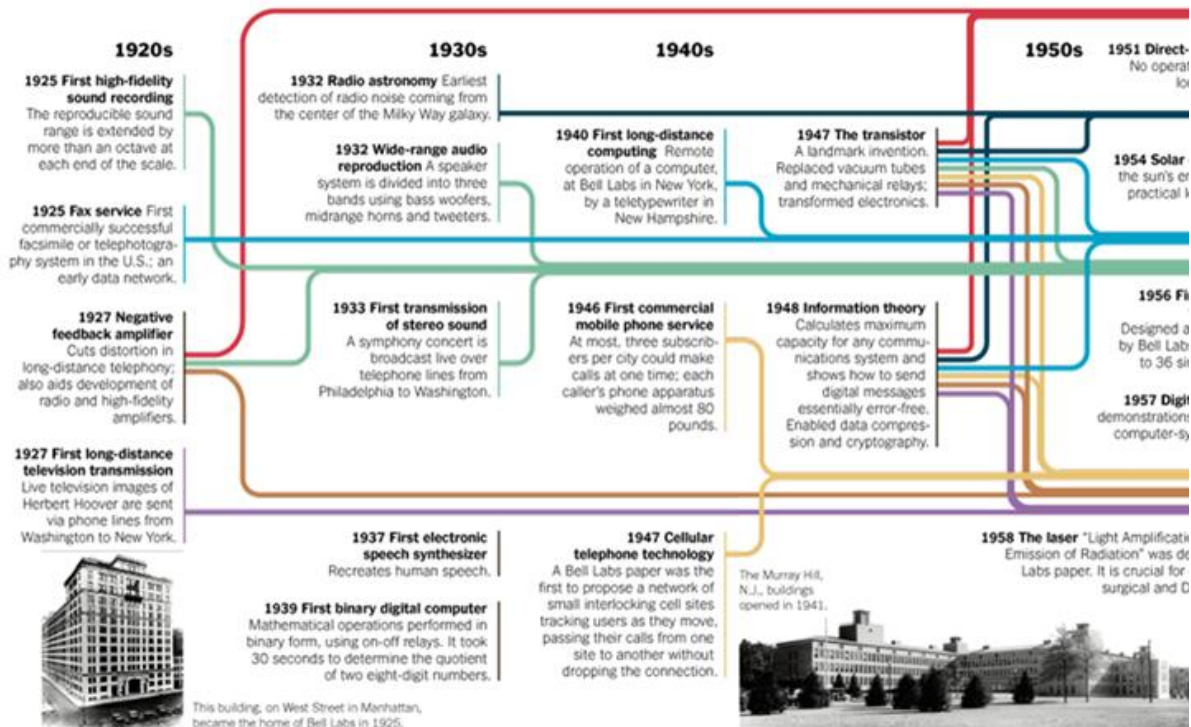 1920s
1925 First high-fidelity
sound recording
The reproducible sound
range is extended by
more than an octave at
each end of the scale.
1925 Fax service First
commercially successful
facsimile or telephotogra-
phy system in the U.S.; an
early data network.
1927 Negative
feedback amplifier
Cuts distortion in
long-distance telephony;
also aids development of
radio and high-fidelity
amplifiers.
1927 First long-distance
television transmission
Live television images of
Herbert Hoover are sent
via phone lines from
Washington to New York.
This building, on West Street in Manhattan,
became the home of Bell Labs in 1925.
1930s
1932 Radio astronomy Earliest
detection of radio noise coming from
the center of the Milky Way galaxy.
1932 Wide-range audio
reproduction A speaker
system is divided into three
bands using bass woofers,
midrange horns and tweeters.
1933 First transmission
of stereo sound
A symphony concert is
broadcast live over
telephone lines from
Philadelphia to Washington.
1937 First electronic
speech synthesizer
Recreates human speech.
1939 First binary digital computer
Mathematical operations performed in
binary form, using on-off relays. It took
30 seconds to determine the quotient
of two eight-digit numbers.
1940s
1940 First long-distance
computing Remote
operation of a computer,
at Bell Labs in New York,
by a teletypewriter in
New Hampshire.
1946 First commercial
mobile phone service
At most, three subscrib-
ers per city could make
calls at one time; each
caller's phone apparatus
weighed almost 80
pounds.
1947 Cellular
telephone technology
A Bell Labs paper was the
first to propose a network of
small interlocking cell sites
tracking users as they move,
passing their calls from one
site to another without
dropping the connection.
1947 The transistor
A landmark invention.
Replaced vacuum tubes
and mechanical relays;
transformed electronics.
1948 Information theory
Calculates maximum
capacity for any commu-
nications system and
shows how to send
digital messages
essentially error-free.
Enabled data compres-
sion and cryptography.
The Murray Hill,
N.J., buildings
opened in 1941.
1950s
1951 Direct-
No operat
lo
1954 Solar
the sun's en
practical l
1956 Fir
Designed a
by Bell Labs
to 36 si
1957 Digit
demonstrations
computer-sy
1958 The laser "Light Amplificatio
Emission of Radiation" was de
Labs paper. It is crucial for
surgical and D